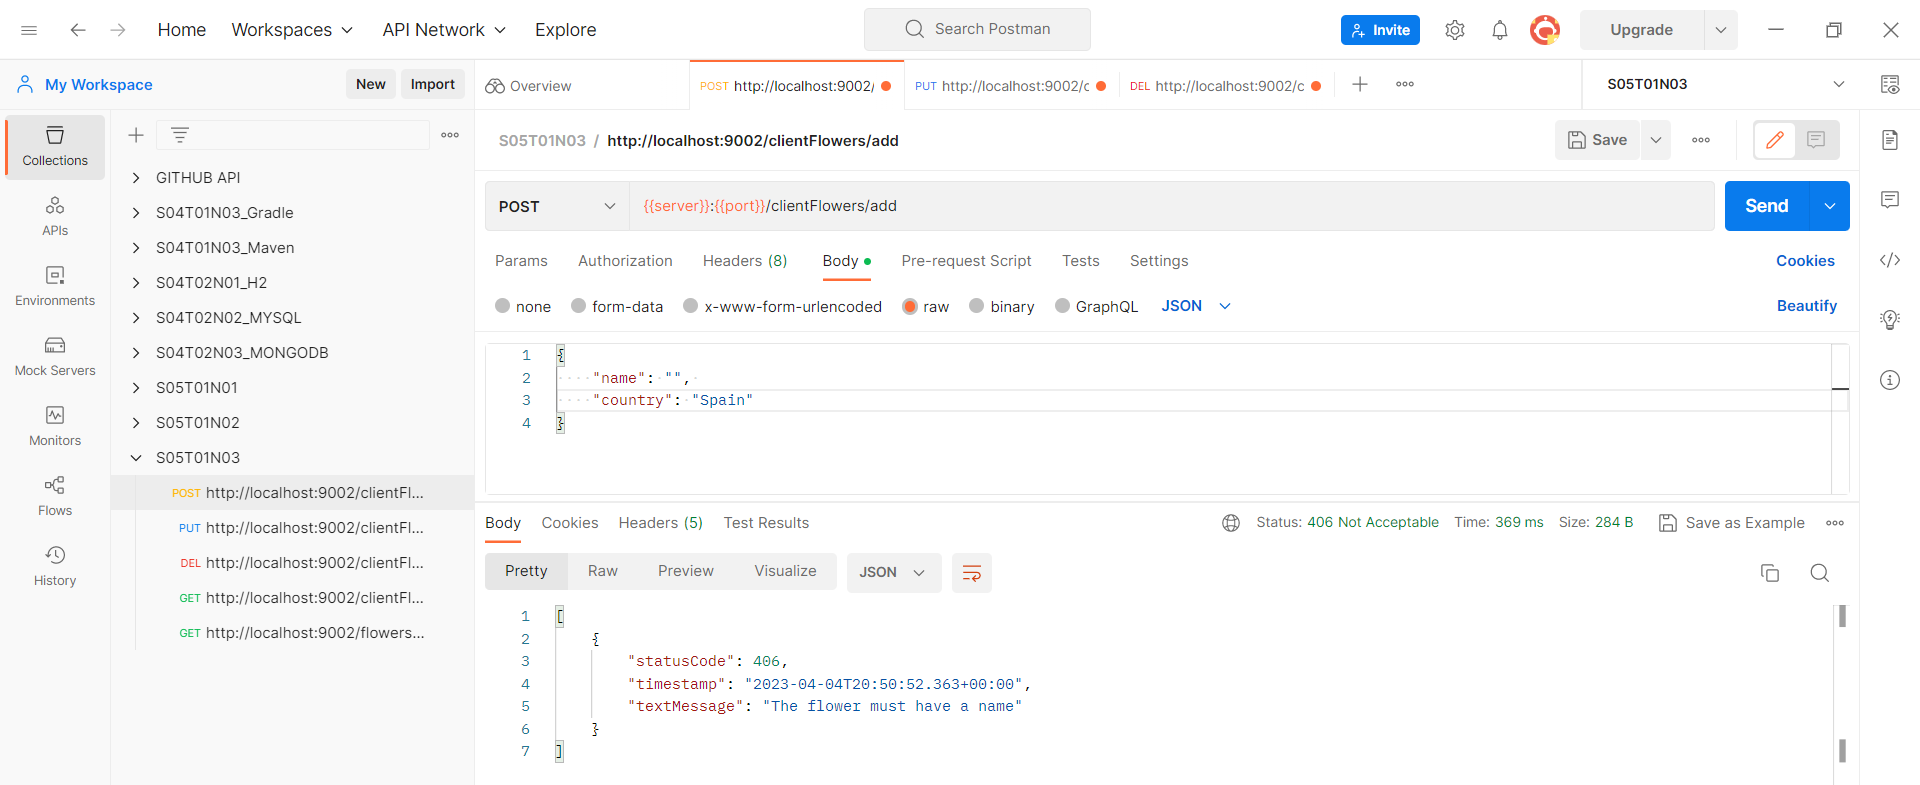 Home Workspaces API Network Explore Search Postman Invite Upgrade
My Workspace New Import
Overview POST http://localhost:9002/ PUT http://localhost:9002/c DEL http://localhost:9002/c S05T01N03
Collections
APIs
Environments
Mock Servers
Monitors
Flows
History
GITHUB API
S04T01N03_Gradle
S04T01N03_Maven
S04T02N01_H2
S04T02N02_MYSQL
S04T02N03_MONGODB
S05T01N01
S05T01N02
S05T01N03
POST http://localhost:9002/clientFl...
PUT http://localhost:9002/clientFl...
DEL http://localhost:9002/clientFl...
GET http://localhost:9002/clientFl...
GET http://localhost:9002/flowers...
S05T01N03 / http://localhost:9002/clientFlowers/add Save
POST {{server}}:{{port}}/clientFlowers/add Send
Params Authorization Headers (8) Body Pre-request Script Tests Settings Cookies
none form-data x-www-form-urlencoded raw binary GraphQL JSON Beautify
1 {
2 "name": "",
3 "country": "Spain"
4 }
Body Cookies Headers (5) Test Results Status: 406 Not Acceptable Time: 369 ms Size: 284 B Save as Example
Pretty Raw Preview Visualize JSON
1 [
2 {
3 "statusCode": 406,
4 "timestamp": "2023-04-04T20:50:52.363+00:00",
5 "textMessage": "The flower must have a name"
6 }
7 ]